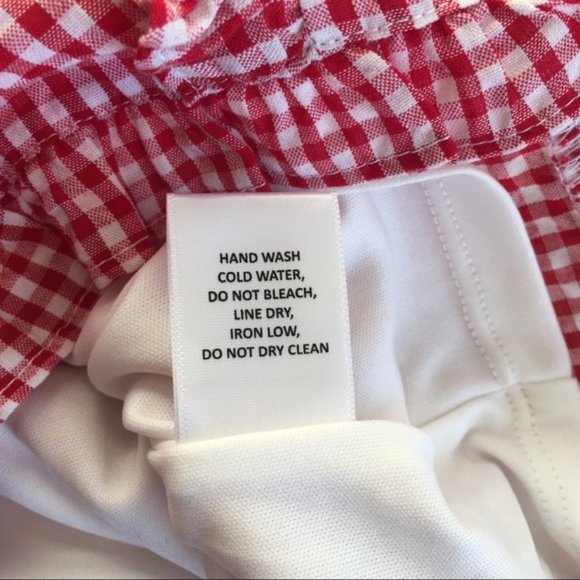 HAND WASH
COLD WATER,
DO NOT BLEACH,
LINE DRY,
IRON LOW,
DO NOT DRY CLEAN